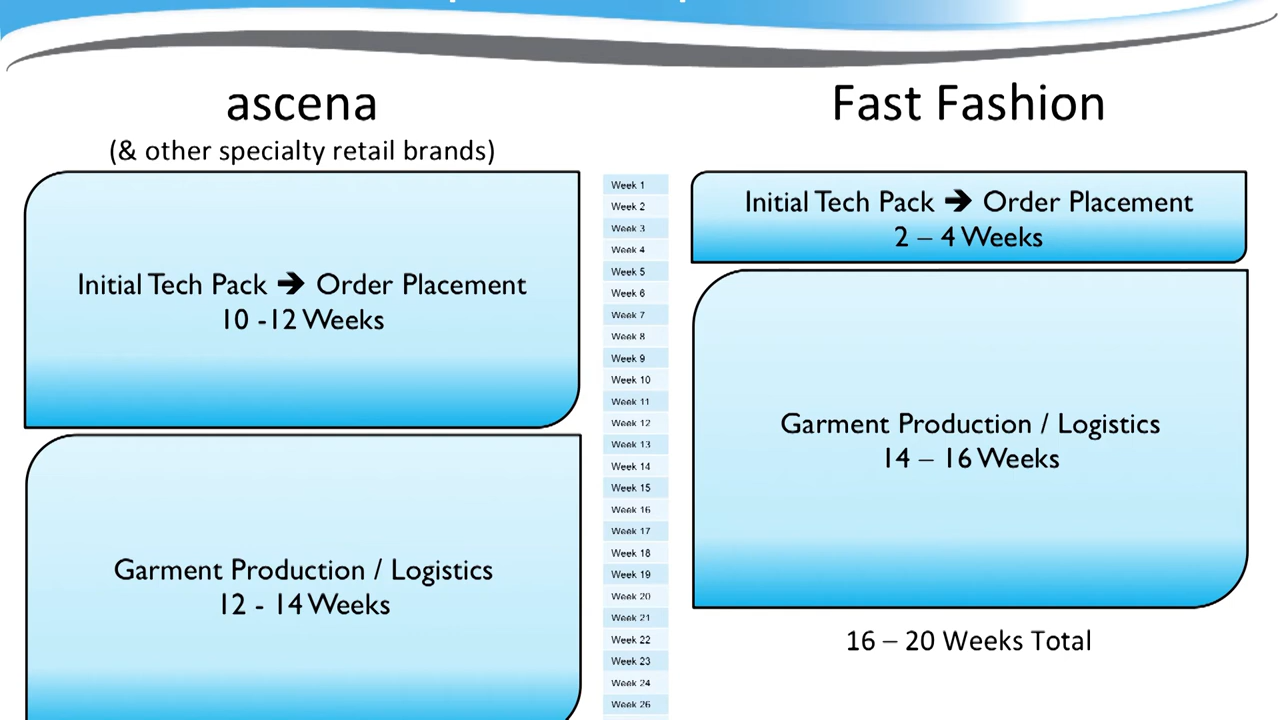 ascena
(& other specialty retail brands)
Initial Tech Pack ➔ Order Placement
10 -12 Weeks
Garment Production / Logistics
12 - 14 Weeks
Week 1
Week 2
Week 3
Week 4
Week 5
Week 6
Week 7
Week 8
Week 9
Week 10
Week 11
Week 12
Week 13
Week 14
Week 15
Week 16
Week 17
Week 18
Week 19
Week 20
Week 21
Week 22
Week 23
Week 24
Week 26
Fast Fashion
Initial Tech Pack ➔ Order Placement
2 – 4 Weeks
Garment Production / Logistics
14 – 16 Weeks
16 – 20 Weeks Total